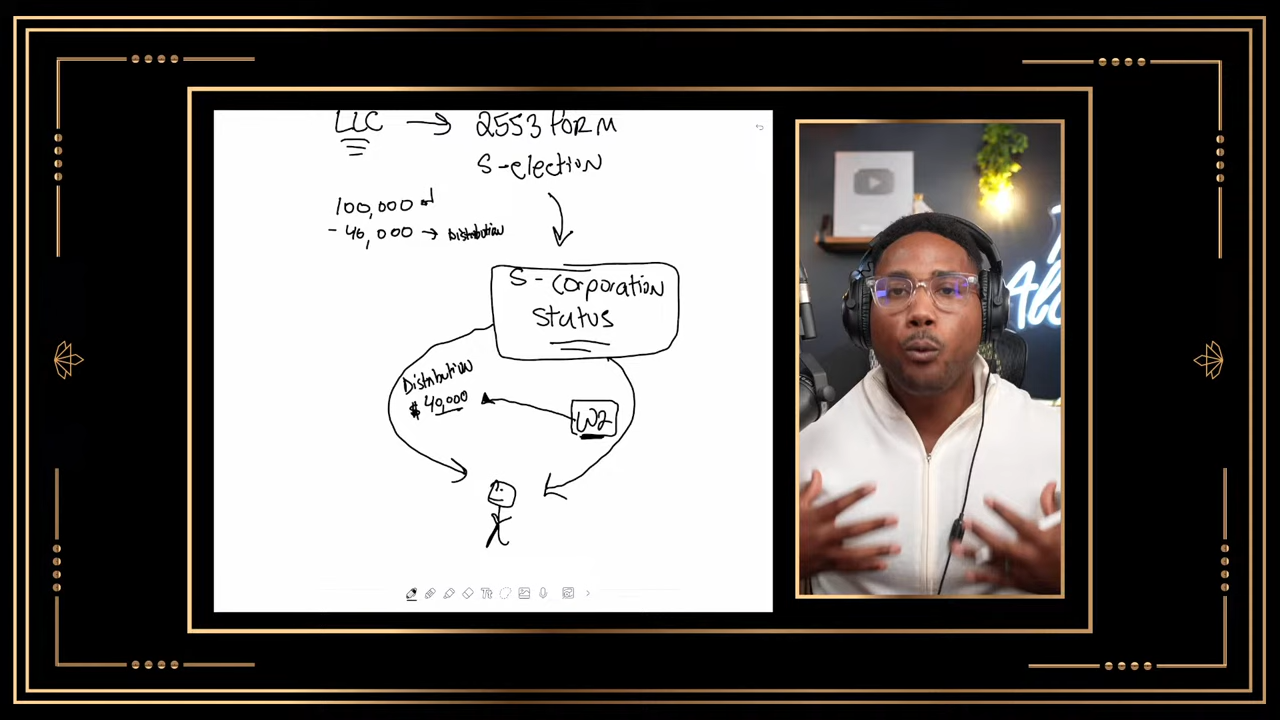 LLC → 2553 FORM
S-election
100,000
- 40,000 → Distribution
S-corporation
Status
Distribution
$40,000
W2